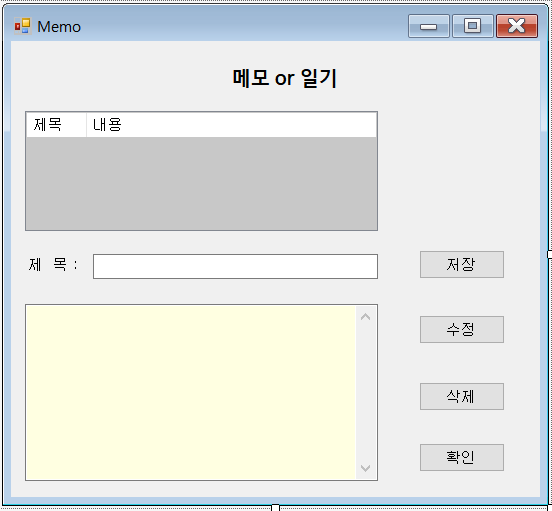 Memo
메모 or 일기
제목 내용
제 목 :
저장
수정
삭제
확인